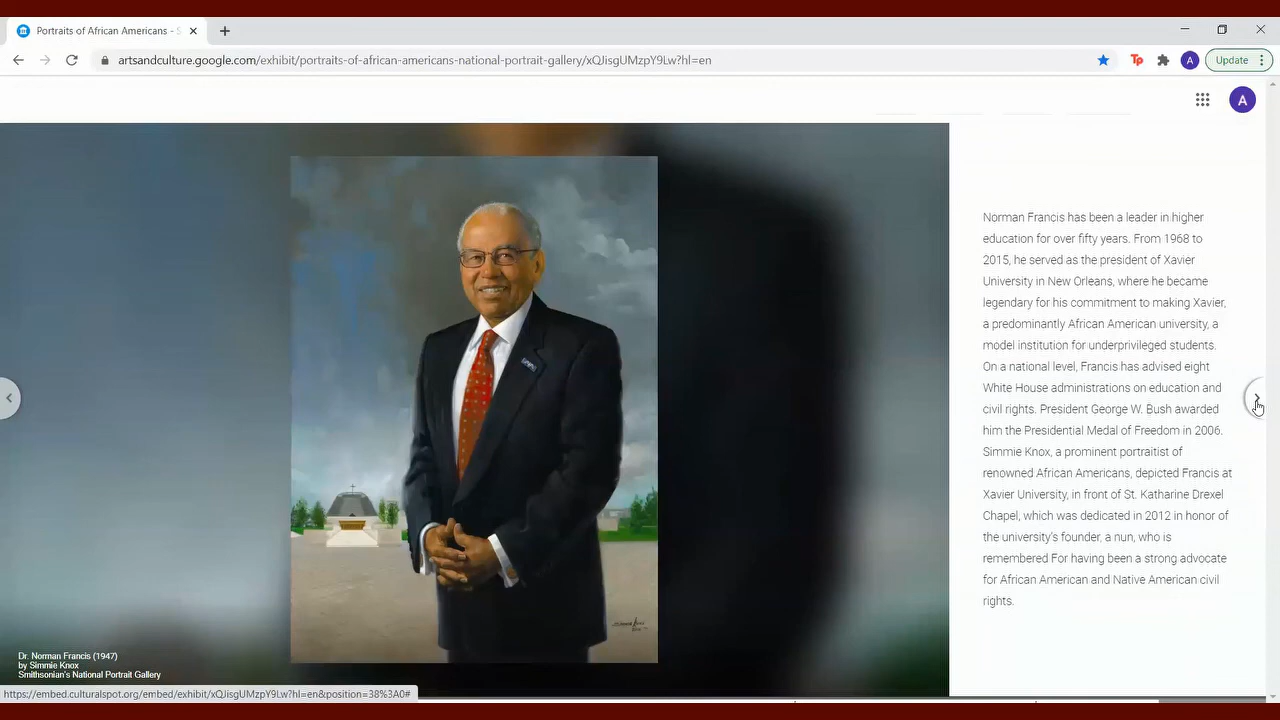 Portraits of African Americans - S
artsandculture.google.com/exhibit/portraits-of-african-americans-national-portrait-gallery/xQJisgUMzpY9Lw?hl=en
Tp
A
Update
A
Norman Francis has been a leader in higher
education for over fifty years. From 1968 to
2015, he served as the president of Xavier
University in New Orleans, where he became
legendary for his commitment to making Xavier,
a predominantly African American university, a
model institution for underprivileged students.
On a national level, Francis has advised eight
White House administrations on education and
civil rights. President George W. Bush awarded
him the Presidential Medal of Freedom in 2006.
Simmie Knox, a prominent portraitist of
renowned African Americans, depicted Francis at
Xavier University, in front of St. Katharine Drexel
Chapel, which was dedicated in 2012 in honor of
the university's founder, a nun, who is
remembered For having been a strong advocate
for African American and Native American civil
rights.
Dr. Norman Francis (1947)
by Simmie Knox
Smithsonian's National Portrait Gallery
https://embed.culturalspot.org/embed/exhibit/xQJisgUMzpY9Lw?hl=en&position=38%3A0#